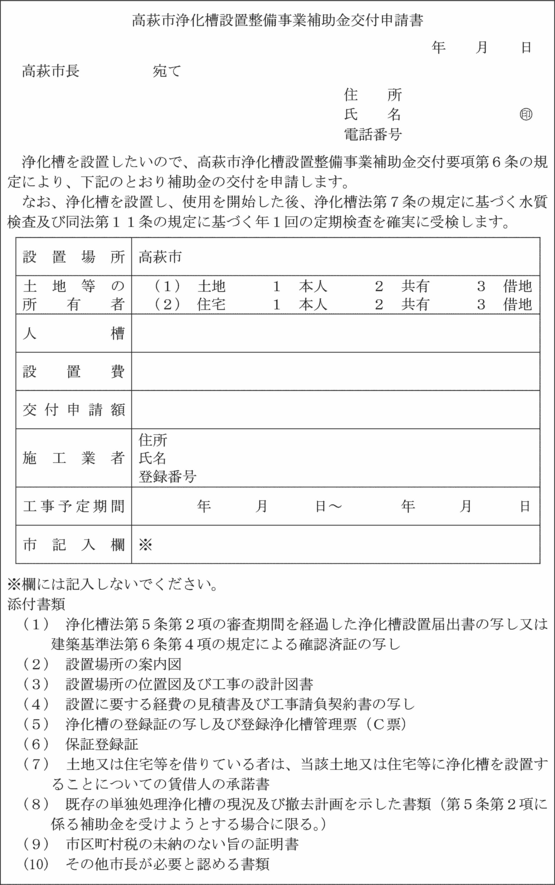 高萩市浄化槽設置整備事業補助金交付申請書
年　　月　　日
高萩市長　　　　　宛て
住　　所
氏　　名　　　　　　　　㊞
電話番号
　浄化槽を設置したいので、高萩市浄化槽設置整備事業補助金交付要項第６条の規
定により、下記のとおり補助金の交付を申請します。
　なお、浄化槽を設置し、使用を開始した後、浄化槽法第７条の規定に基づく水質
検査及び同法第１１条の規定に基づく年１回の定期検査を確実に受検します。
設置場所　高萩市
土地等の　（１）　土地　　　１　本人　　　２　共有　　　３　借地
所有者　（２）　住宅　　　１　本人　　　２　共有　　　３　借地
人槽
設置費
交付申請額
住所
施工業者　氏名
登録番号
工事予定期間　　　年　　月　　日～　　　年　　月　　日
市記入欄　※
※欄には記入しないでください。
添付書類
（１）　浄化槽法第５条第２項の審査期間を経過した浄化槽設置届出書の写し又は
建築基準法第６条第４項の規定による確認済証の写し
（２）　設置場所の案内図
（３）　設置場所の位置図及び工事の設計図書
（４）　設置に要する経費の見積書及び工事請負契約書の写し
（５）　浄化槽の登録証の写し及び登録浄化槽管理票（Ｃ票）
（６）　保証登録証
（７）　土地又は住宅等を借りている者は、当該土地又は住宅等に浄化槽を設置す
ることについての賃借人の承諾書
（８）　既存の単独処理浄化槽の現況及び撤去計画を示した書類（第５条第２項に
係る補助金を受けようとする場合に限る。）
（９）　市区町村税の未納のない旨の証明書
（10）　その他市長が必要と認める書類